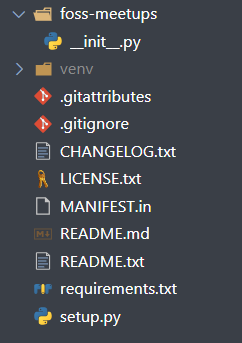 foss-meetups
__init__.py
venv
.gitattributes
.gitignore
CHANGELOG.txt
LICENSE.txt
MANIFEST.in
README.md
README.txt
requirements.txt
setup.py